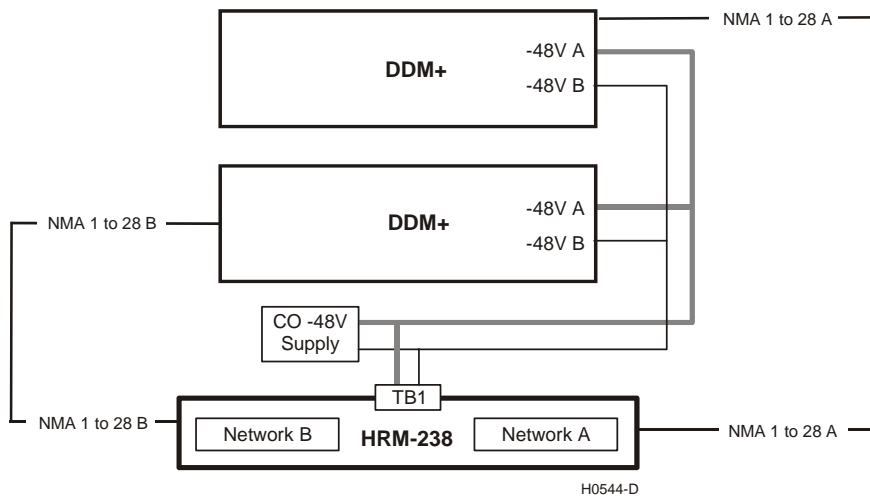 NMA 1 to 28 A
-48V A
DDM+
-48V B
NMA 1 to 28 B
-48V A
DDM+
-48V B
CO -48V
Supply
TB1
NMA 1 to 28 B
Network B
HRM-238
Network A
NMA 1 to 28 A
H0544-D